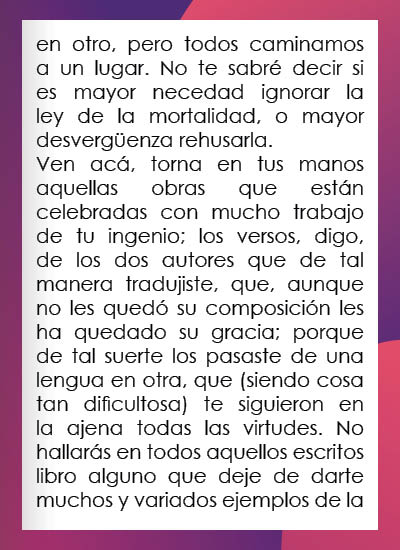 en otro, pero todos caminamos
a un lugar. No te sabré decir si
es mayor necedad ignorar la
ley de la mortalidad, o mayor
desvergüenza rehusarla.
Ven acá, torna en tus manos
aquellas obras que están
celebradas con mucho trabajo
de tu ingenio; los versos, digo,
de los dos autores que de tal
manera tradujiste, que, aunque
no les quedó su composición les
ha quedado su gracia; porque
de tal suerte los pasaste de una
lengua en otra, que (siendo cosa
tan dificultosa) te siguieron en
la ajena todas las virtudes. No
hallarás en todos aquellos escritos
libro alguno que deje de darte
muchos y variados ejemplos de la